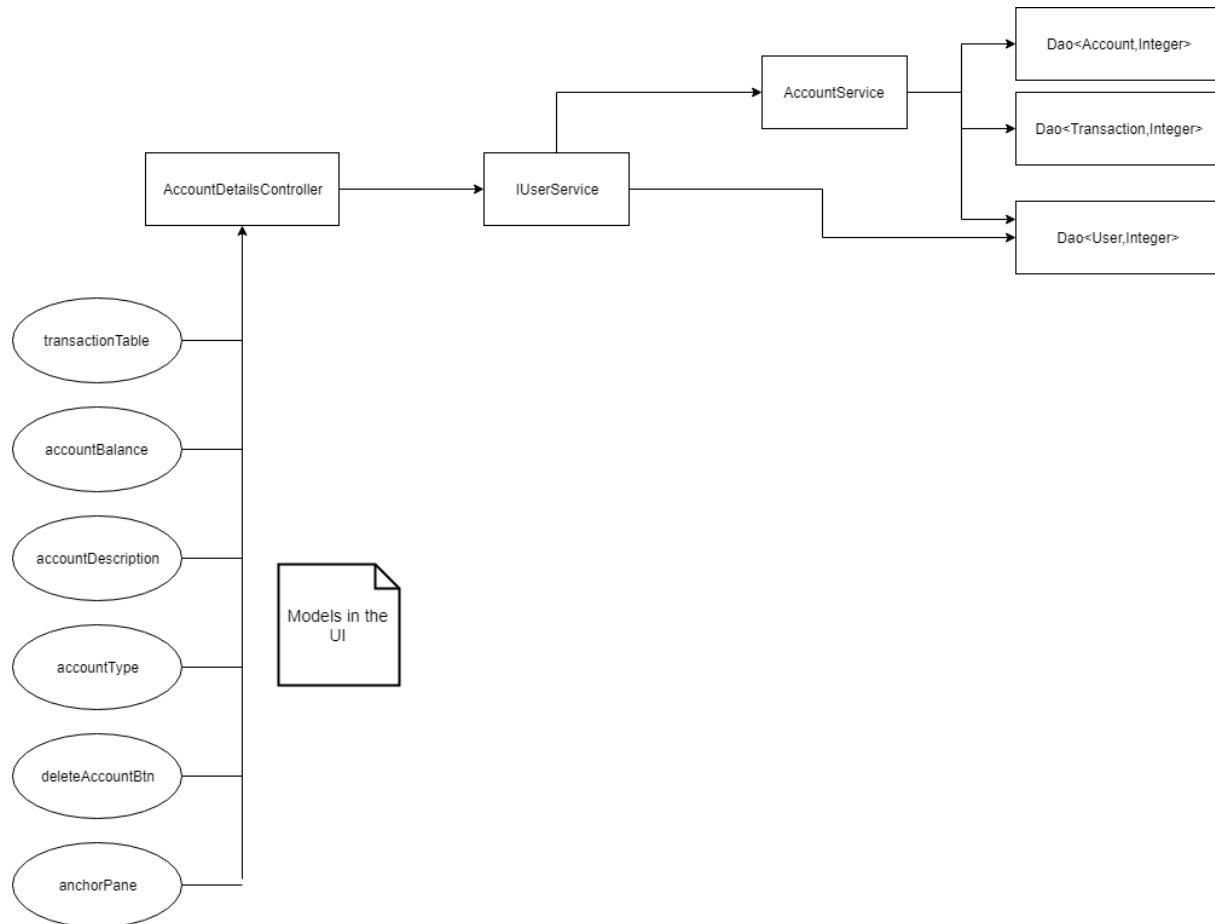 Dao<Account,Integer>
AccountService
Dao<Transaction,Integer>
AccountDetailsController
IUserService
Dao<User,Integer>
transactionTable
accountBalance
accountDescription
Models in the
UI
accountType
deleteAccountBtn
anchorPane